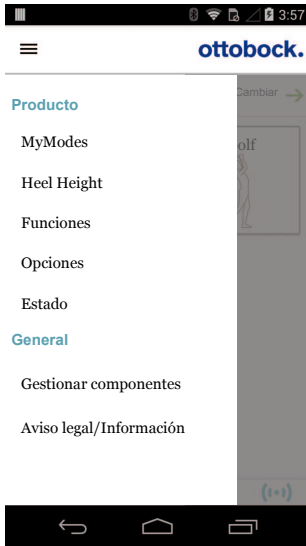 3:57
ottobock.
Cambiar
Producto
MyModes
olf
Heel Height
Funciones
Opciones
Estado
General
Gestionar componentes
Aviso legal/Información